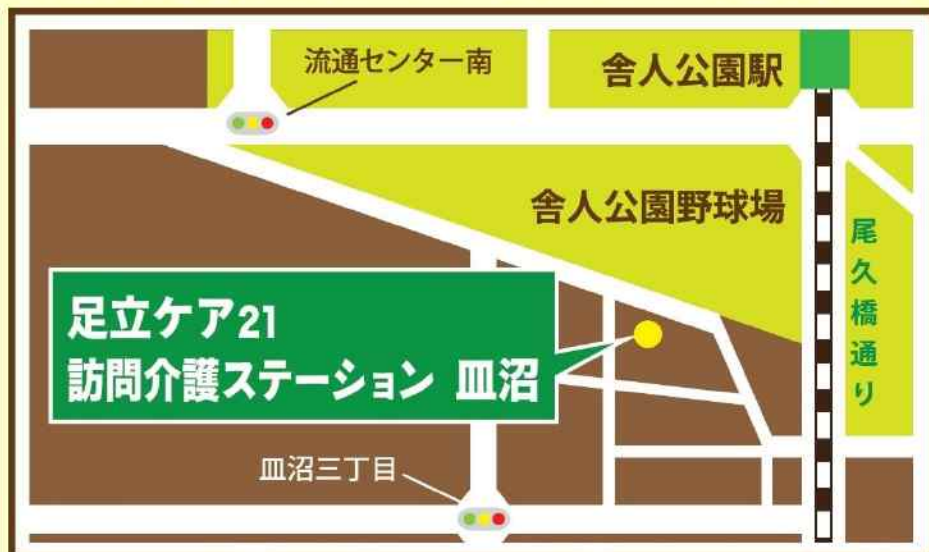 流通センター南
舎人公園駅
舎人公園野球場
尾久橋通り
足立ケア21
訪問介護ステーション 皿沼
皿沼三丁目